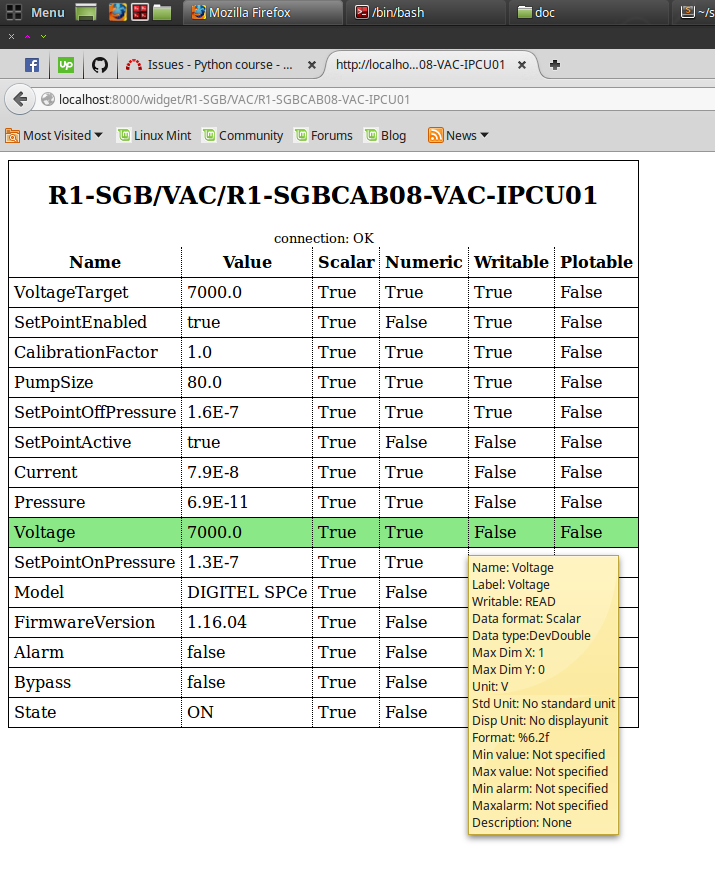 Menu Mozilla Firefox /bin/bash doc ~/s
Issues - Python course - ... http://localho...08-VAC-IPCU01
localhost:8000/widget/R1-SGB/VAC/R1-SGBCAB08-VAC-IPCU01
Most Visited Linux Mint Community Forums Blog News
R1-SGB/VAC/R1-SGBCAB08-VAC-IPCU01
connection: OK
Name Value Scalar Numeric Writable Plotable
VoltageTarget 7000.0 True True True False
SetPointEnabled true True False True False
CalibrationFactor 1.0 True True True False
PumpSize 80.0 True True True False
SetPointOffPressure 1.6E-7 True True True False
SetPointActive true True False False False
Current 7.9E-8 True True False False
Pressure 6.9E-11 True True False False
Voltage 7000.0 True True False False
SetPointOnPressure 1.3E-7 True True
Model DIGITEL SPCe True False
FirmwareVersion 1.16.04 True False
Alarm false True False
Bypass false True False
State ON True False
Name: Voltage
Label: Voltage
Writable: READ
Data format: Scalar
Data type:DevDouble
Max Dim X: 1
Max Dim Y: 0
Unit: V
Std Unit: No standard unit
Disp Unit: No displayunit
Format: %6.2f
Min value: Not specified
Max value: Not specified
Min alarm: Not specified
Maxalarm: Not specified
Description: None